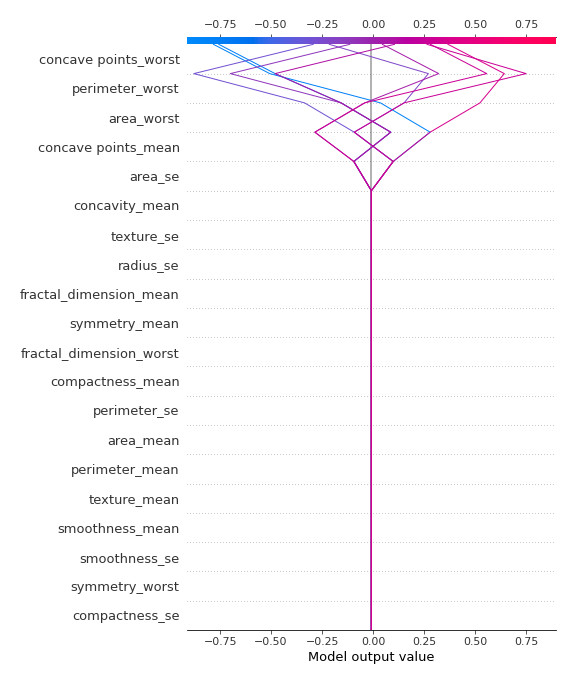 −0.75 −0.50 −0.25 0.00 0.25 0.50 0.75
concave points_worst
perimeter_worst
area_worst
concave points_mean
area_se
concavity_mean
texture_se
radius_se
fractal_dimension_mean
symmetry_mean
fractal_dimension_worst
compactness_mean
perimeter_se
area_mean
perimeter_mean
texture_mean
smoothness_mean
smoothness_se
symmetry_worst
compactness_se
−0.75 −0.50 −0.25 0.00 0.25 0.50 0.75
Model output value